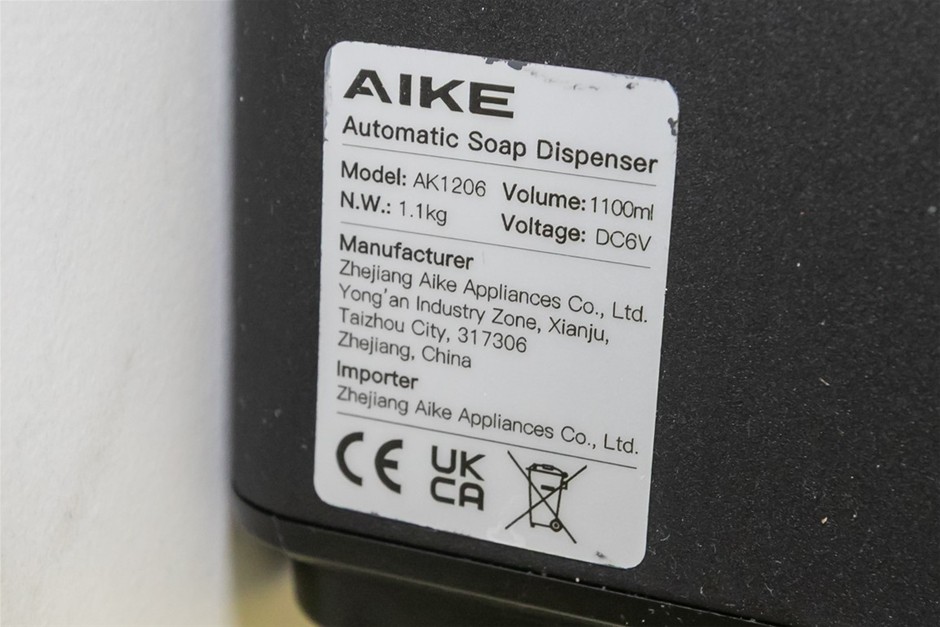 AIKE
Automatic Soap Dispenser
Model: AK1206 Volume: 1100ml
N.W.: 1.1kg Voltage: DC6V
Manufacturer
Zhejiang Aike Appliances Co., Ltd.
Yong'an Industry Zone, Xianju,
Taizhou City, 317306
Zhejiang, China
Importer
Zhejiang Aike Appliances Co., Ltd.
CE UK
CA